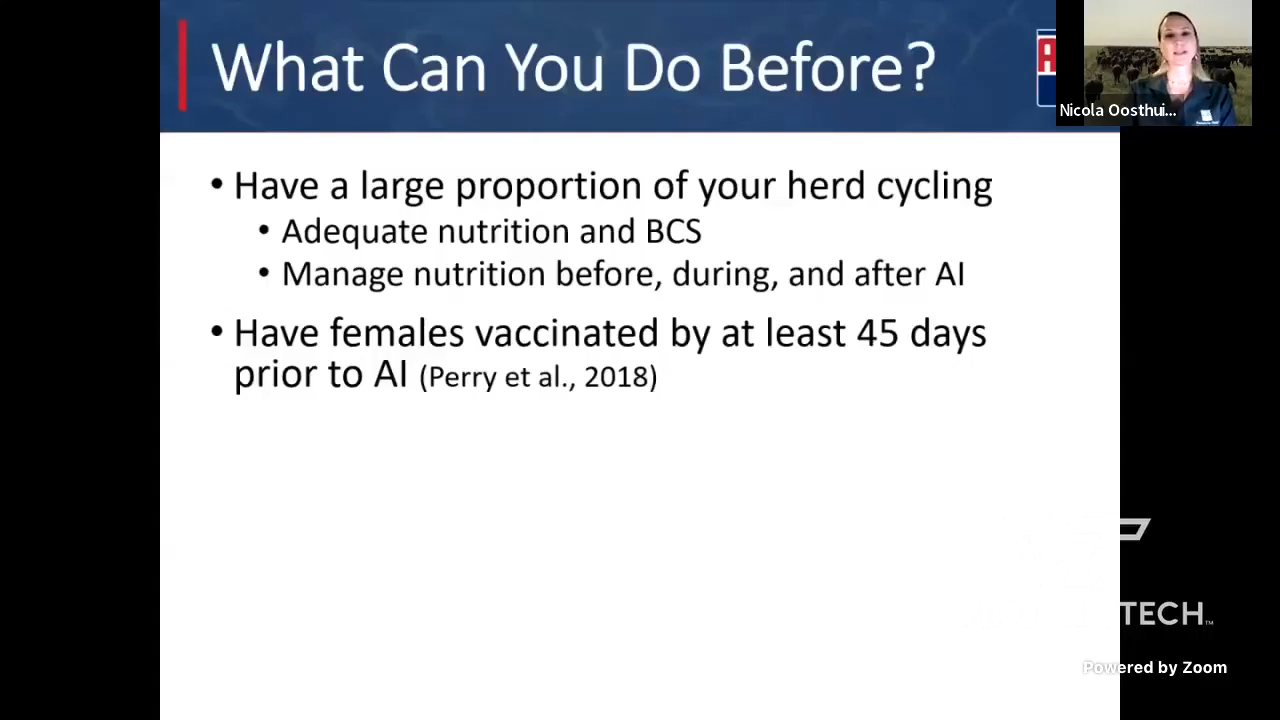 What Can You Do Before?
A
Nicola Oosthui...
• Have a large proportion of your herd cycling
• Adequate nutrition and BCS
• Manage nutrition before, during, and after AI
• Have females vaccinated by at least 45 days
prior to AI (Perry et al., 2018)
TECH™
Powered by Zoom